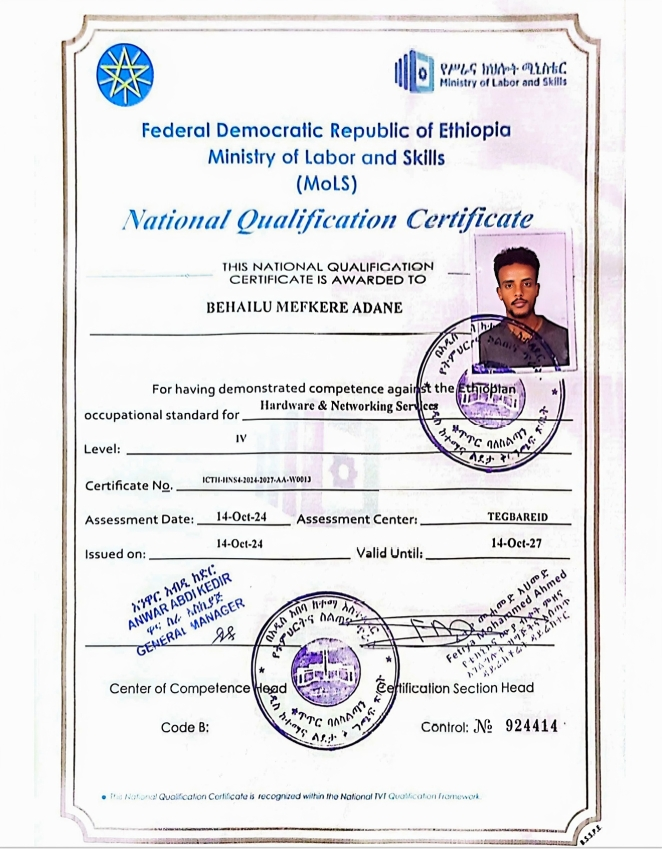 የሥራና ክህሎት ሚኒስቴር
Ministry of Labor and Skills
Federal Democratic Republic of Ethiopia
Ministry of Labor and Skills
(MoLS)
National Qualification Certificate
THIS NATIONAL QUALIFICATION
CERTIFICATE IS AWARDED TO
BEHAILU MEFKERE ADANE
For having demonstrated competence against the Ethiopian
occupational standard for Hardware & Networking Services
Level: IV
Certificate No. ICTH-HNS4-2024-2027-AA-W0013
Assessment Date: 14-Oct-24 Assessment Center: TEGBAREID
Issued on: 14-Oct-24 Valid Until: 14-Oct-27
አንዋር አብዲ ከድር
ANWAR ABDI KEDIR
ዋና ስራ አስኪያጅ
GENERAL MANAGER
መሐመድ አህመድ
Fetiya Mohammed Ahmed
Center of Competence Head
Certification Section Head
Code B:
Control: № 924414
This National Qualification Certificate is recognized within the National TVT Qualification Framework.